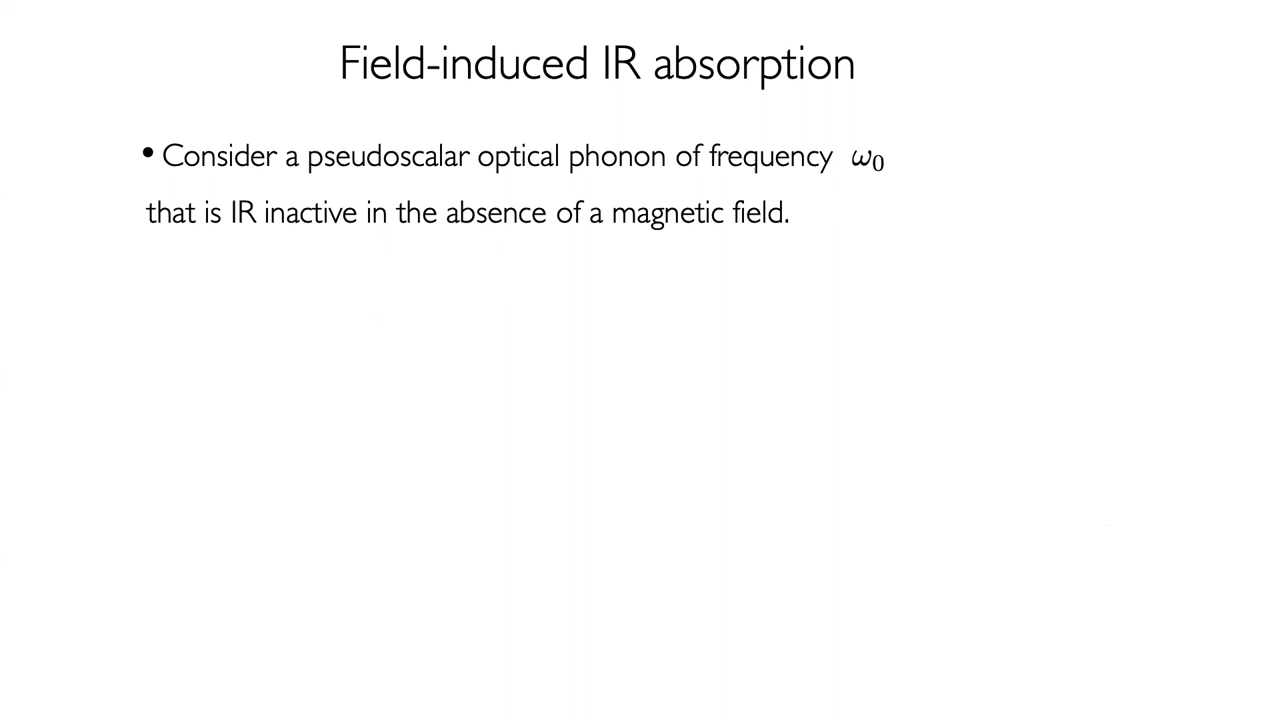 Field-induced IR absorption
• Consider a pseudoscalar optical phonon of frequency ω₀
that is IR inactive in the absence of a magnetic field.